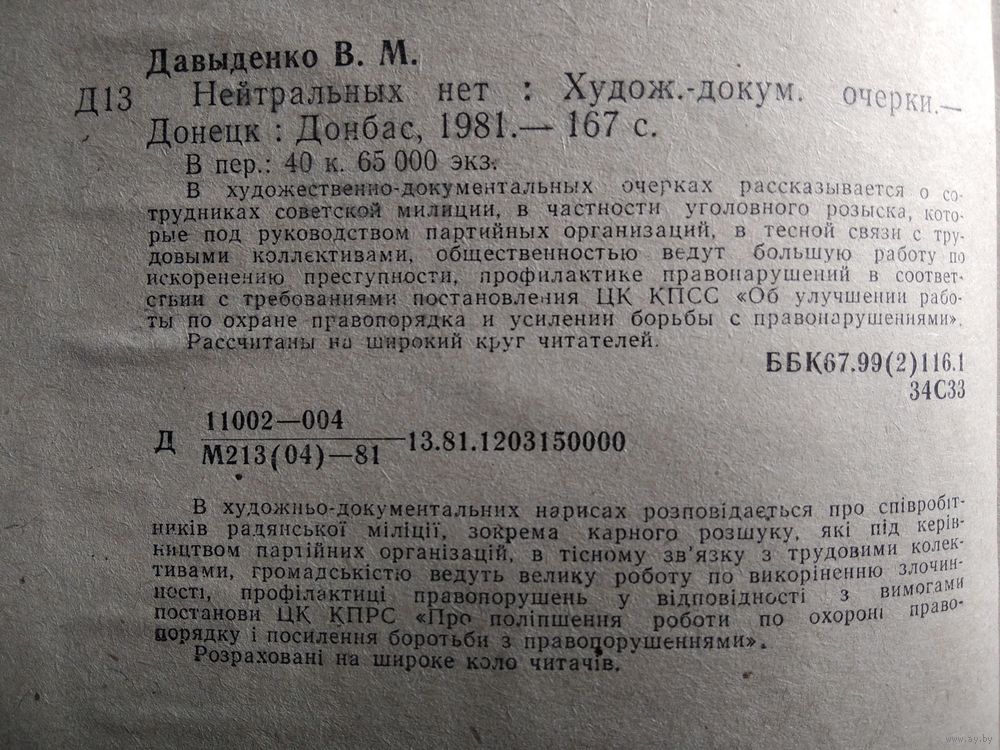 Давыденко В. М.
Д13 Нейтральных нет : Худож.-докум. очерки.—
Донецк : Донбас, 1981.— 167 с.
В пер.: 40 к. 65 000 экз.
В художественно-документальных очерках рассказывается о со-
трудниках советской милиции, в частности уголовного розыска, кото-
рые под руководством партийных организаций, в тесной связи с тру-
довыми коллективами, общественностью ведут большую работу по
искоренению преступности, профилактике правонарушений в соответ-
ствии с требованиями постановления ЦК КПСС «Об улучшении рабо-
ты по охране правопорядка и усилении борьбы с правонарушениями».
Рассчитаны на широкий круг читателей.
ББК67.99(2)116.1
34С33
Д 11002—004
М213(04)—81 —13.81.1203150000
В художньо-документальних нарисах розповідається про співробіт-
ників радянської міліції, зокрема карного розшуку, які під керів-
ництвом партійних організацій, в тісному зв'язку з трудовими колек-
тивами, громадськістю ведуть велику роботу по викоріненню злочин-
ності, профілактиці правопорушень у відповідності з вимогами
постанови ЦК КПРС «Про поліпшення роботи по охороні право-
порядку і посилення боротьби з правопорушеннями».
Розраховані на широке коло читачів.
www.ay.by